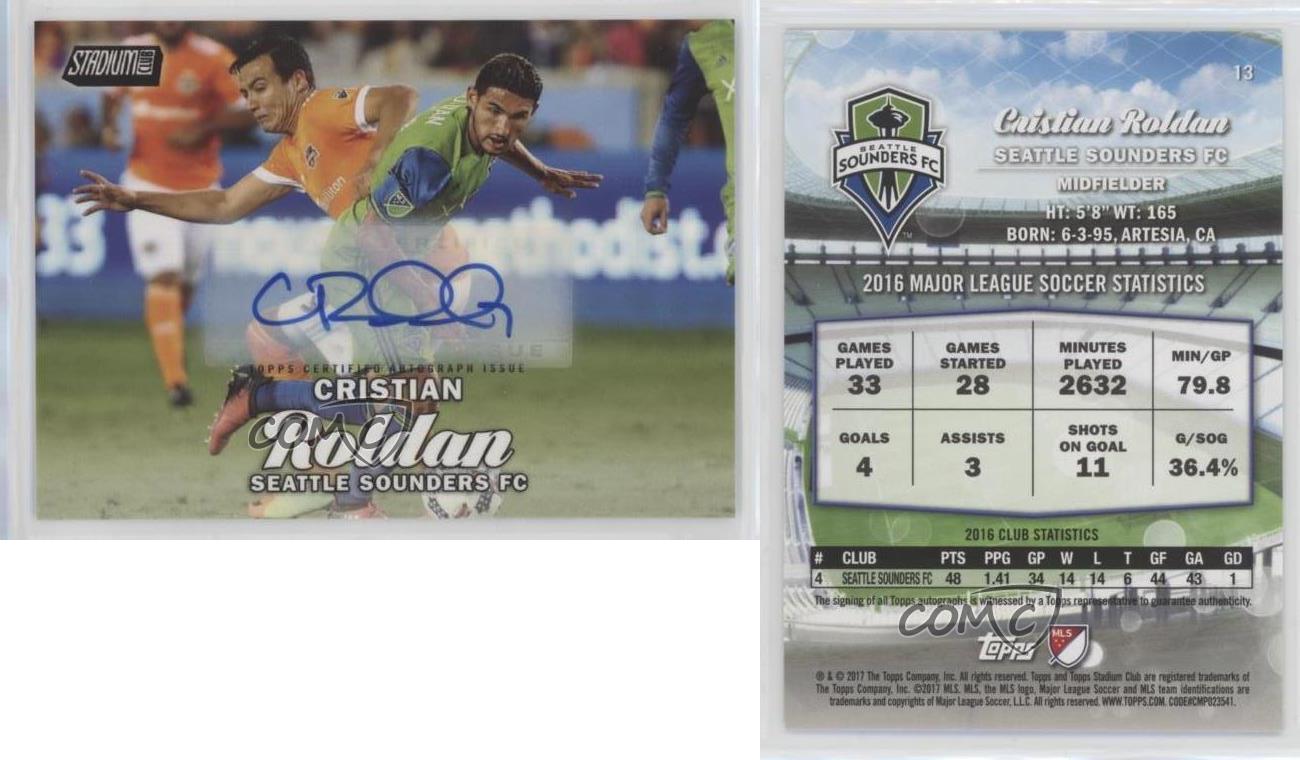 STADIUM CLUB
33
thodist.
TOPPS CERTIFIED AUTOGRAPH ISSUE
CRISTIAN
Roldan
SEATTLE SOUNDERS FC
COMC
13
SEATTLE
SOUNDERS FC
TM
Cristian Roldan
SEATTLE SOUNDERS FC
MIDFIELDER
HT: 5'8" WT: 165
BORN: 6-3-95, ARTESIA, CA
2016 MAJOR LEAGUE SOCCER STATISTICS
GAMES PLAYED GAMES STARTED MINUTES PLAYED MIN/GP
33 28 2632 79.8
GOALS ASSISTS SHOTS ON GOAL G/SOG
4 3 11 36.4%
2016 CLUB STATISTICS
# CLUB PTS PPG GP W L T GF GA GD
4 SEATTLE SOUNDERS FC 48 1.41 34 14 14 6 44 43 1
The signing of all Topps autographs is witnessed by a Topps representative to guarantee authenticity.
COMC
topps MLS
® & © 2017 The Topps Company, Inc. All rights reserved. Topps and Topps Stadium Club are registered trademarks of
The Topps Company, Inc. ©2017 MLS. MLS, the MLS logo, Major League Soccer and MLS team identifications are
trademarks and copyrights of Major League Soccer, L.L.C. All rights reserved. WWW.TOPPS.COM. CODE#CMP023541.